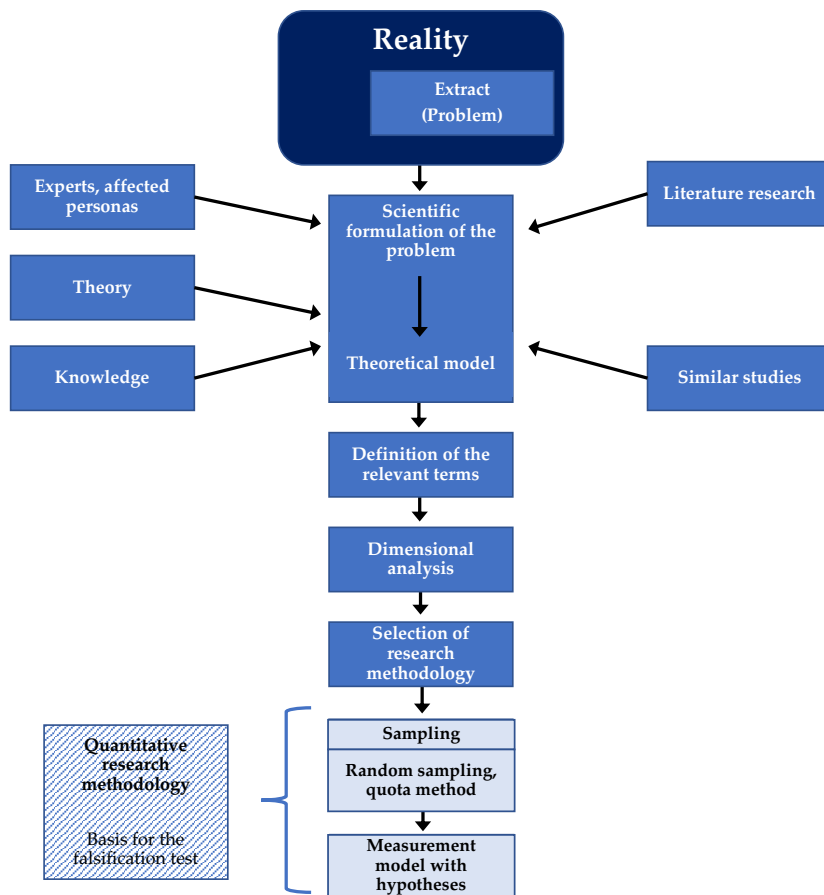 Reality
Extract
(Problem)
Experts, affected
personas
Scientific
formulation of the
problem
Literature research
Theory
Theoretical model
Knowledge
Similar studies
Definition of the
relevant terms
Dimensional
analysis
Selection of
research
methodology
Sampling
Random sampling,
quota method
Quantitative
research
methodology
Basis for the
falsification test
Measurement
model with
hypotheses